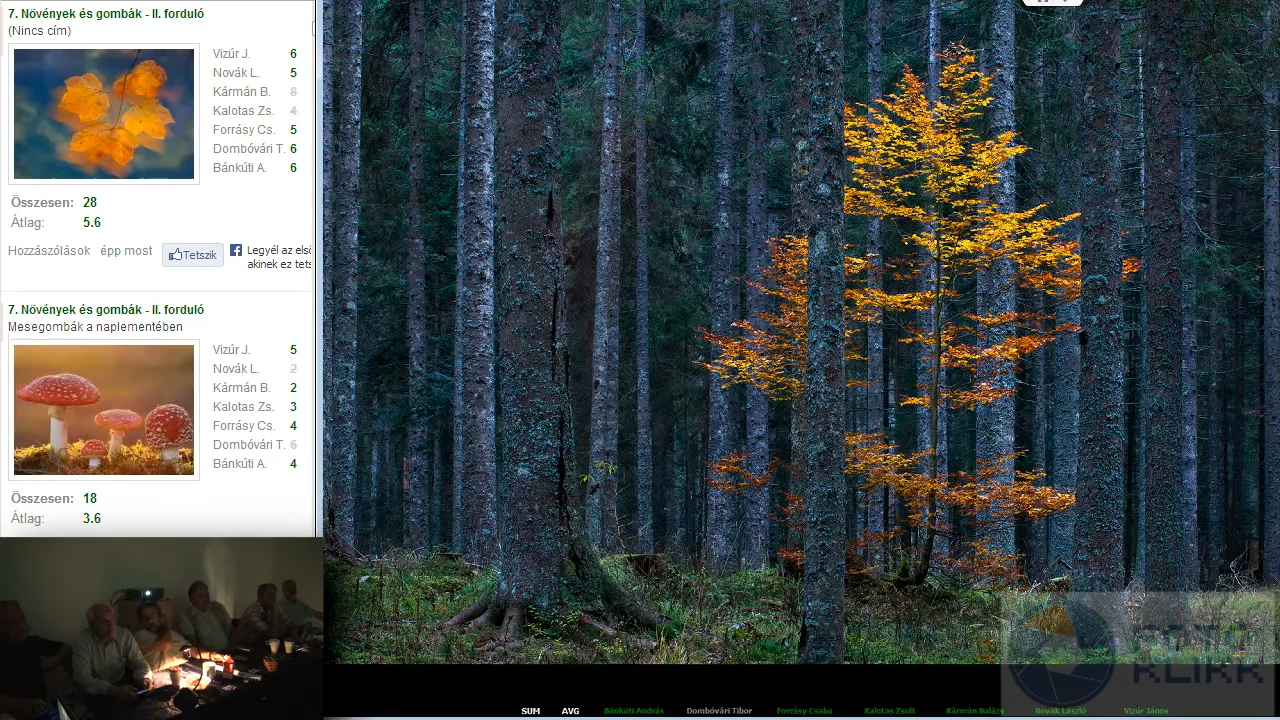 7. Növények és gombák - II. forduló
(Nincs cím)
Vizúr J. 6
Novák L. 5
Kármán B. 8
Kalotas Zs. 4
Forrásy Cs. 5
Dombóvári T. 6
Bánkúti A. 6
Összesen: 28
Átlag: 5.6
Hozzászólások épp most Tetszik Legyél az első
akinek ez tets
7. Növények és gombák - II. forduló
Mesegombák a naplementében
Vizúr J. 5
Novák L. 2
Kármán B. 2
Kalotas Zs. 3
Forrásy Cs. 4
Dombóvári T. 6
Bánkúti A. 4
Összesen: 18
Átlag: 3.6
FOTO
KLIKK
SUM AVG Bánkúti András Dombóvári Tibor Forrásy Csaba Kalotas Zsolt Kármán Balázs Novák László Vizúr János